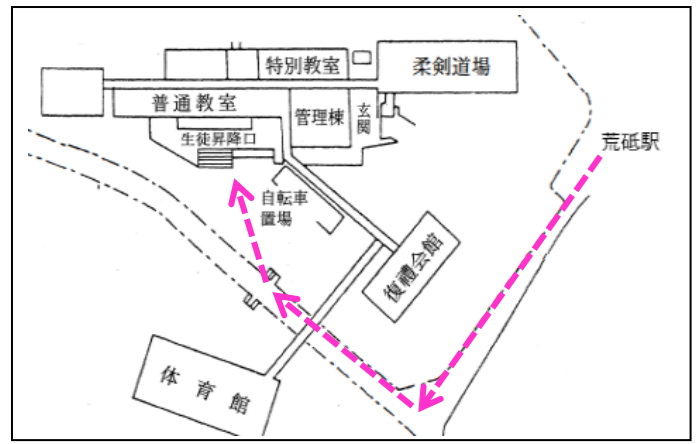 特別教室
柔剣道場
普通教室
管理棟
玄関
生徒昇降口
荒砥駅
自転車
置場
復禮会館
体育館